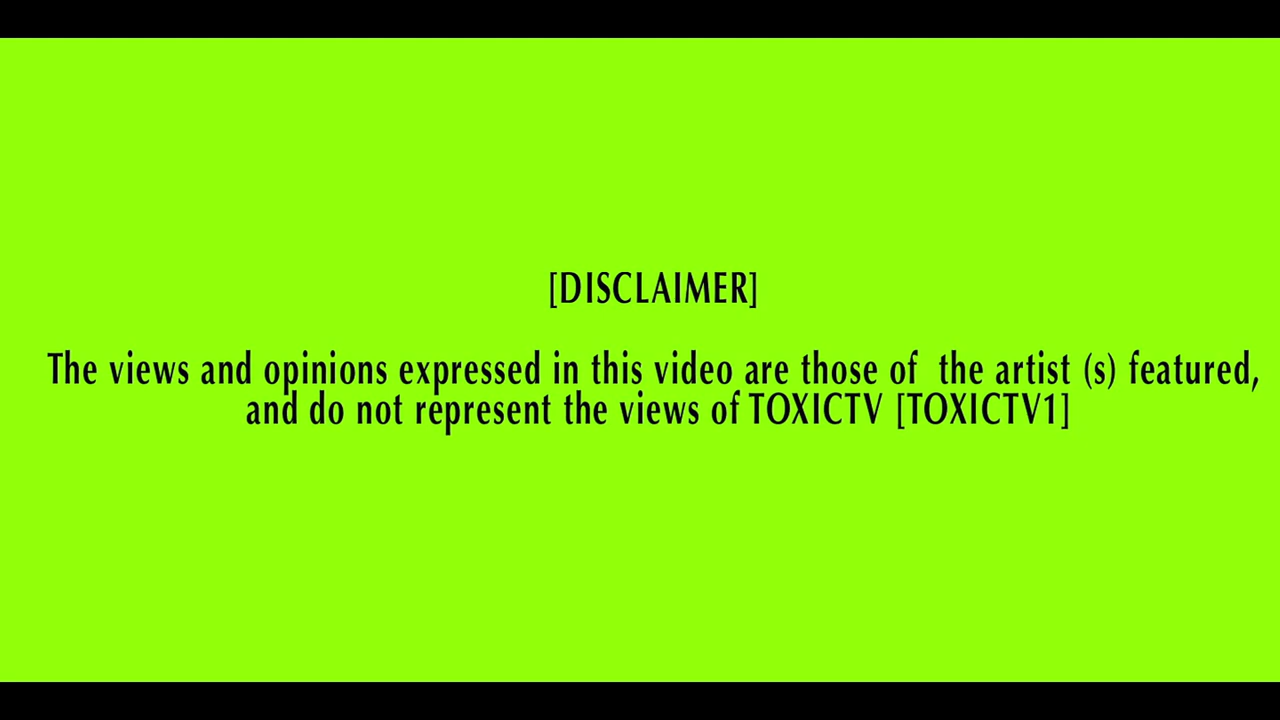 [DISCLAIMER]
The views and opinions expressed in this video are those of  the artist (s) featured,
and do not represent the views of TOXICTV [TOXICTV1]